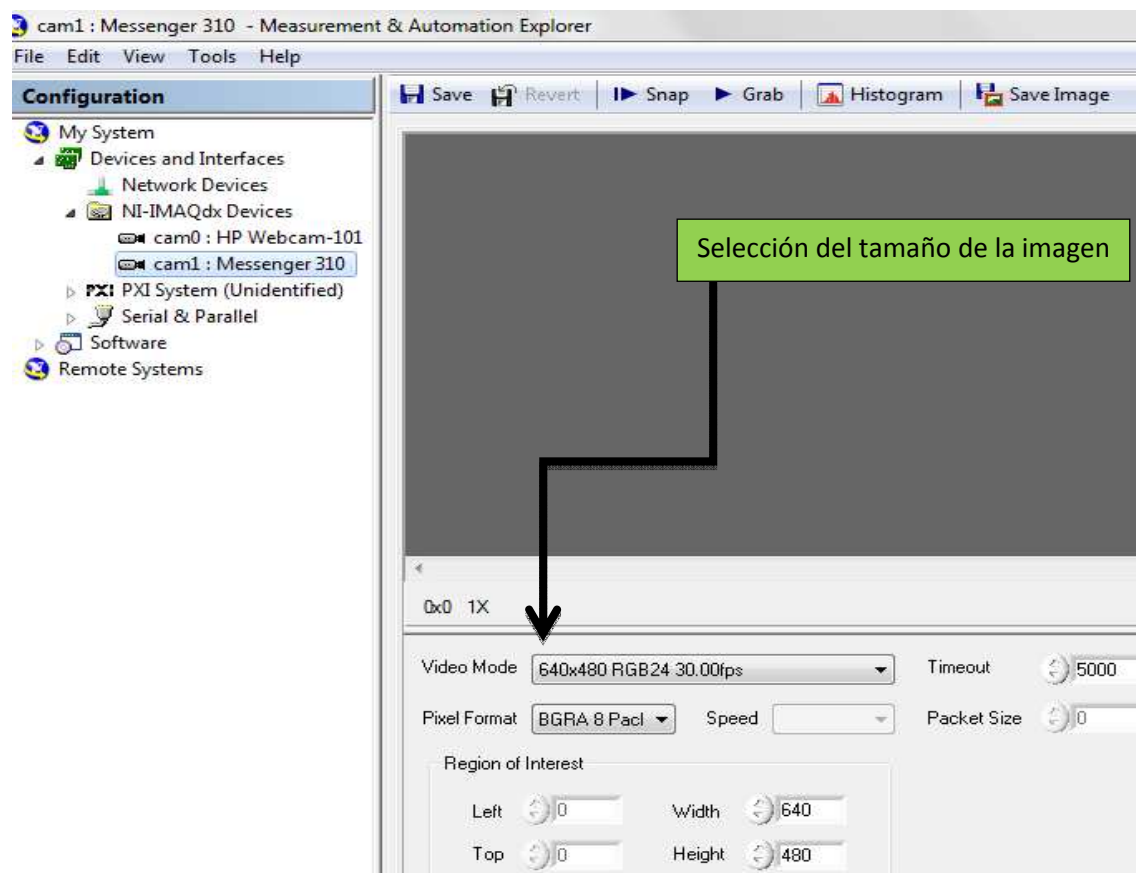 cam1 : Messenger 310 - Measurement & Automation Explorer
File Edit View Tools Help
Configuration
Save Revert Snap Grab Histogram Save Image
My System
Devices and Interfaces
Network Devices
NI-IMAQdx Devices
cam0 : HP Webcam-101
cam1 : Messenger 310
PXI PXI System (Unidentified)
Serial & Parallel
Software
Remote Systems
Selección del tamaño de la imagen
0x0 1X
Video Mode 640x480 RGB24 30.00fps Timeout 5000
Pixel Format BGRA 8 Pacl Speed Packet Size 0
Region of Interest
Left 0 Width 640
Top 0 Height 480